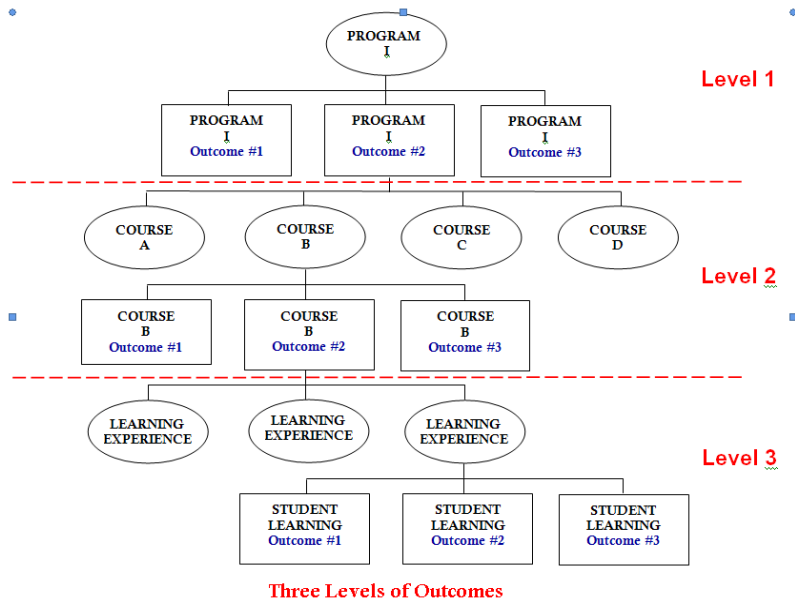 PROGRAM
I
Level 1
PROGRAM
I
Outcome #1
PROGRAM
I
Outcome #2
PROGRAM
I
Outcome #3
COURSE
A
COURSE
B
COURSE
C
COURSE
D
Level 2
COURSE
B
Outcome #1
COURSE
B
Outcome #2
COURSE
B
Outcome #3
LEARNING
EXPERIENCE
LEARNING
EXPERIENCE
LEARNING
EXPERIENCE
Level 3
STUDENT
LEARNING
Outcome #1
STUDENT
LEARNING
Outcome #2
STUDENT
LEARNING
Outcome #3
Three Levels of Outcomes